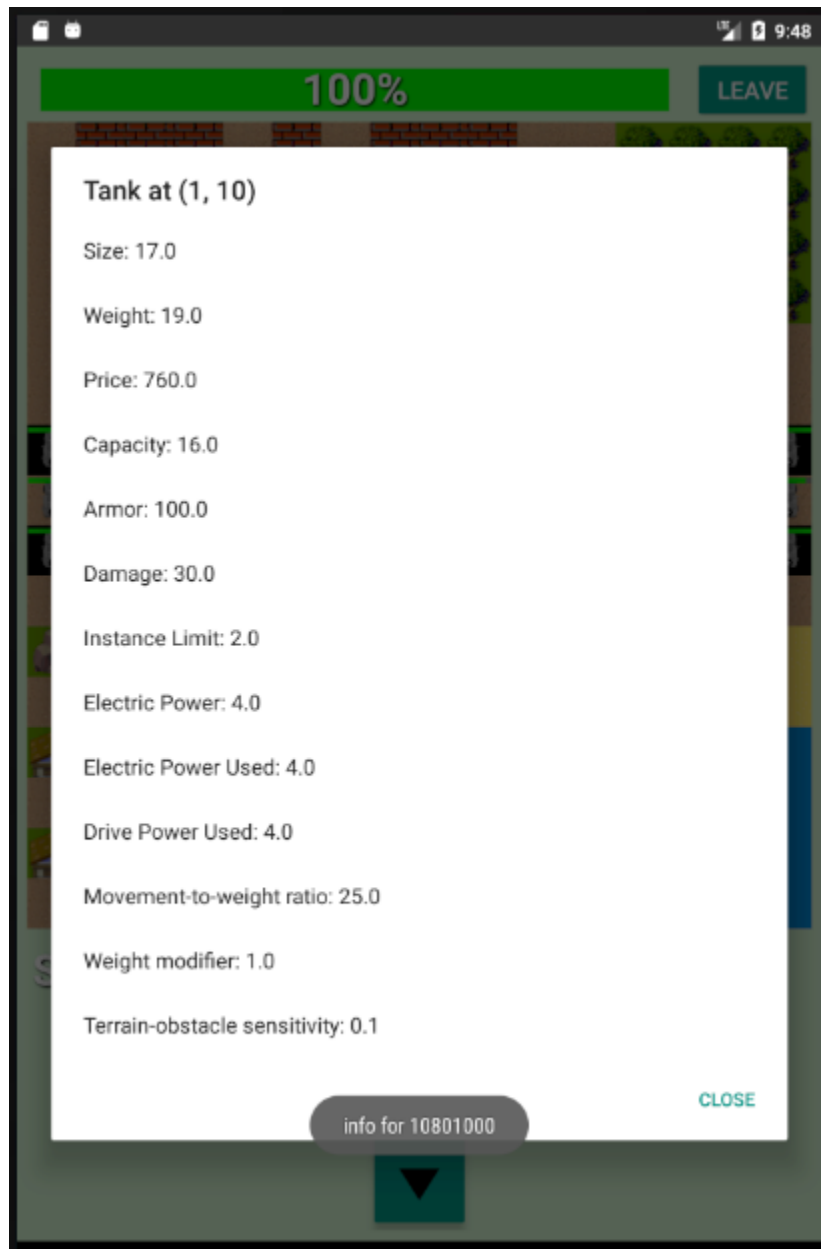 LTE 9:48
100% LEAVE
Tank at (1, 10)
Size: 17.0
Weight: 19.0
Price: 760.0
Capacity: 16.0
Armor: 100.0
Damage: 30.0
Instance Limit: 2.0
Electric Power: 4.0
Electric Power Used: 4.0
Drive Power Used: 4.0
Movement-to-weight ratio: 25.0
Weight modifier: 1.0
Terrain-obstacle sensitivity: 0.1
CLOSE
info for 10801000